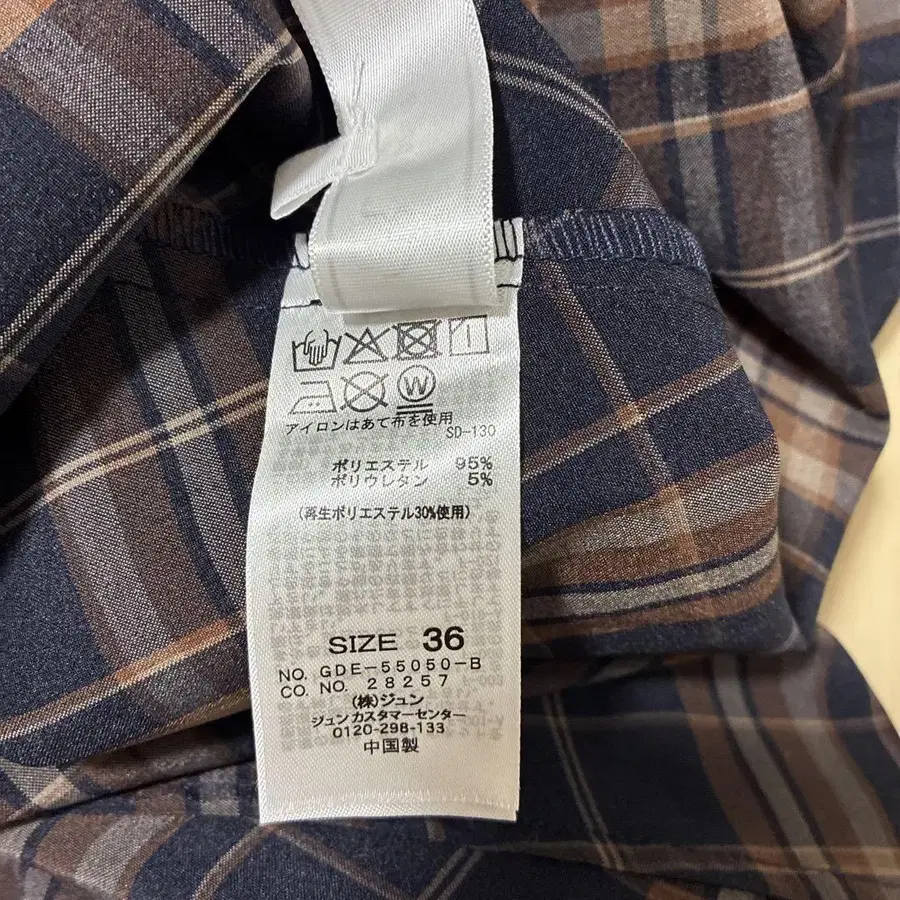 W
アイロンはあて布を使用
SD-130
ポリエステル 95%
ポリウレタン 5%
(再生ポリエステル30%使用)
SIZE 36
NO. GDE-55050-B
CO. NO. 28257
(株)ジュン
ジュンカスタマーセンター
0120-298-133
中国製